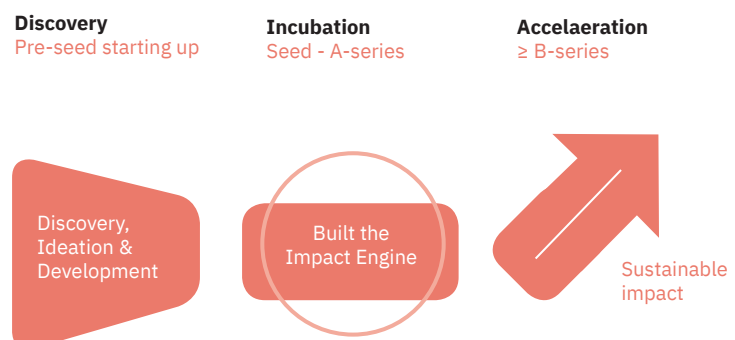 Discovery
Pre-seed starting up
Incubation
Seed - A-series
Accelaeration
≥ B-series
Discovery,
Ideation &
Development
Built the
Impact Engine
Sustainable
impact